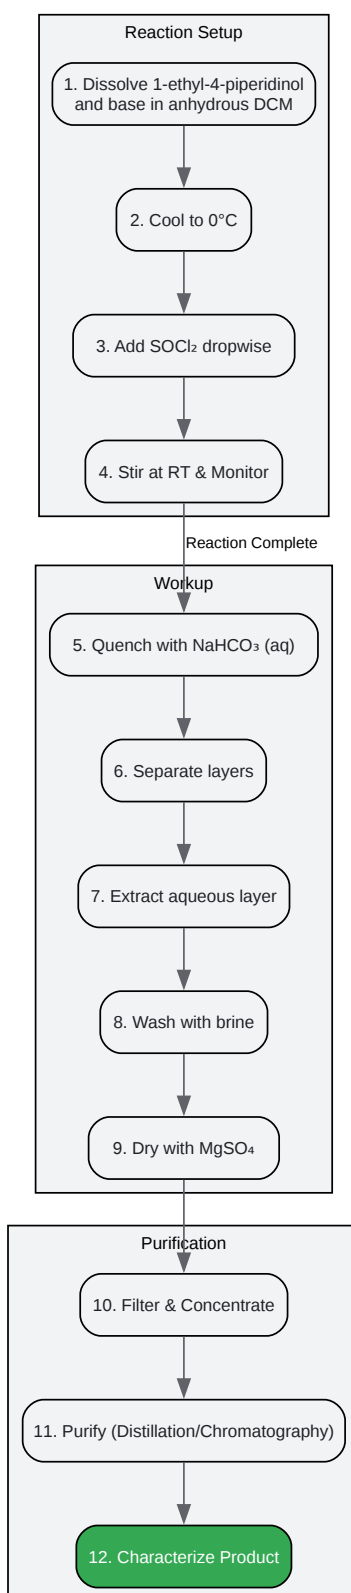 Reaction Setup
1. Dissolve 1-ethyl-4-piperidinol
and base in anhydrous DCM
2. Cool to 0°C
3. Add SOCl₂ dropwise
4. Stir at RT & Monitor
Reaction Complete
Workup
5. Quench with NaHCO₃ (aq)
6. Separate layers
7. Extract aqueous layer
8. Wash with brine
9. Dry with MgSO₄
Purification
10. Filter & Concentrate
11. Purify (Distillation/Chromatography)
12. Characterize Product